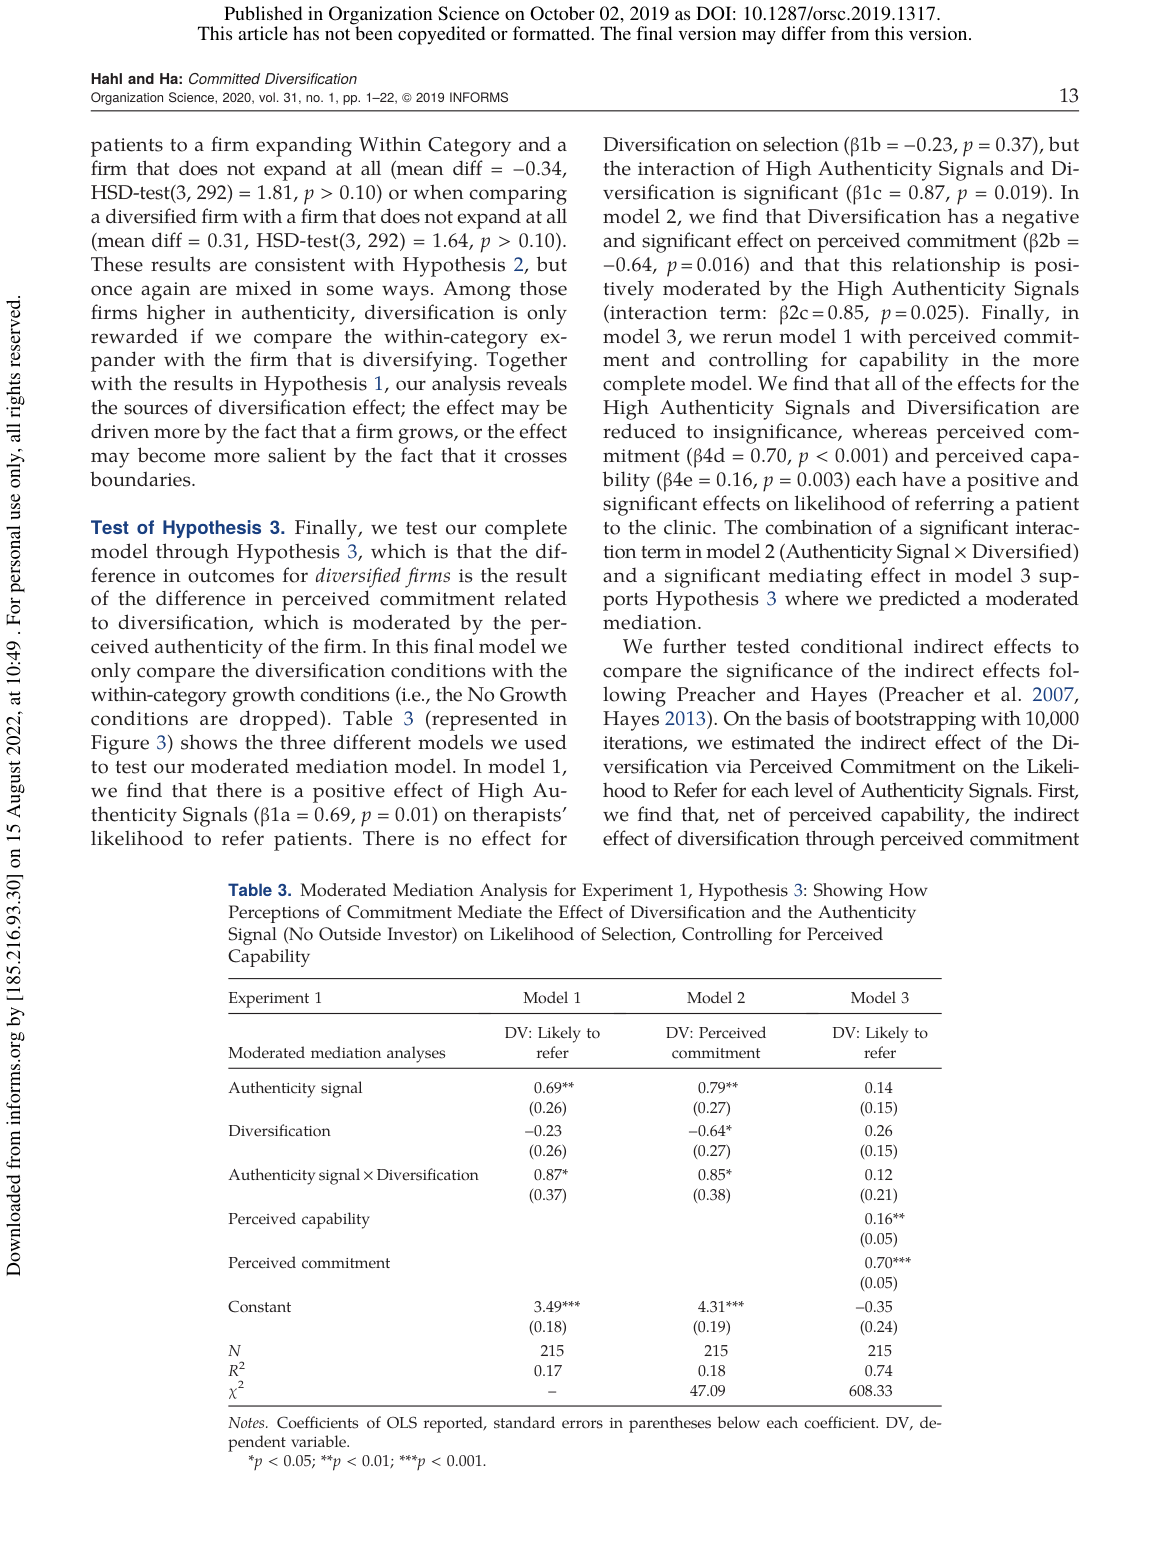 Published in Organization Science on October 02, 2019 as DOI: 10.1287/orsc.2019.1317.
This article has not been copyedited or formatted. The final version may differ from this version.
Hahl and Ha: Committed Diversification
Organization Science, 2020, vol. 31, no. 1, pp. 1–22, © 2019 INFORMS
13
patients to a firm expanding Within Category and a
firm that does not expand at all (mean diff = −0.34,
HSD-test(3, 292) = 1.81, p > 0.10) or when comparing
a diversified firm with a firm that does not expand at all
(mean diff = 0.31, HSD-test(3, 292) = 1.64, p > 0.10).
These results are consistent with Hypothesis 2, but
once again are mixed in some ways. Among those
firms higher in authenticity, diversification is only
rewarded if we compare the within-category ex-
pander with the firm that is diversifying. Together
with the results in Hypothesis 1, our analysis reveals
the sources of diversification effect; the effect may be
driven more by the fact that a firm grows, or the effect
may become more salient by the fact that it crosses
boundaries.
Test of Hypothesis 3. Finally, we test our complete
model through Hypothesis 3, which is that the dif-
ference in outcomes for diversified firms is the result
of the difference in perceived commitment related
to diversification, which is moderated by the per-
ceived authenticity of the firm. In this final model we
only compare the diversification conditions with the
within-category growth conditions (i.e., the No Growth
conditions are dropped). Table 3 (represented in
Figure 3) shows the three different models we used
to test our moderated mediation model. In model 1,
we find that there is a positive effect of High Au-
thenticity Signals (β1a = 0.69, p = 0.01) on therapists’
likelihood to refer patients. There is no effect for
Diversification on selection (β1b = −0.23, p = 0.37), but
the interaction of High Authenticity Signals and Di-
versification is significant (β1c = 0.87, p = 0.019). In
model 2, we find that Diversification has a negative
and significant effect on perceived commitment (β2b =
−0.64, p = 0.016) and that this relationship is posi-
tively moderated by the High Authenticity Signals
(interaction term: β2c = 0.85, p = 0.025). Finally, in
model 3, we rerun model 1 with perceived commit-
ment and controlling for capability in the more
complete model. We find that all of the effects for the
High Authenticity Signals and Diversification are
reduced to insignificance, whereas perceived com-
mitment (β4d = 0.70, p < 0.001) and perceived capa-
bility (β4e = 0.16, p = 0.003) each have a positive and
significant effects on likelihood of referring a patient
to the clinic. The combination of a significant interac-
tion term in model 2 (Authenticity Signal × Diversified)
and a significant mediating effect in model 3 sup-
ports Hypothesis 3 where we predicted a moderated
mediation.
We further tested conditional indirect effects to
compare the significance of the indirect effects fol-
lowing Preacher and Hayes (Preacher et al. 2007,
Hayes 2013). On the basis of bootstrapping with 10,000
iterations, we estimated the indirect effect of the Di-
versification via Perceived Commitment on the Likeli-
hood to Refer for each level of Authenticity Signals. First,
we find that, net of perceived capability, the indirect
effect of diversification through perceived commitment
Table 3. Moderated Mediation Analysis for Experiment 1, Hypothesis 3: Showing How
Perceptions of Commitment Mediate the Effect of Diversification and the Authenticity
Signal (No Outside Investor) on Likelihood of Selection, Controlling for Perceived
Capability
Experiment 1 Model 1 Model 2 Model 3
DV: Likely to DV: Perceived DV: Likely to
Moderated mediation analyses refer commitment refer
Authenticity signal 0.69** 0.79** 0.14
(0.26) (0.27) (0.15)
Diversification −0.23 −0.64* 0.26
(0.26) (0.27) (0.15)
Authenticity signal × Diversification 0.87* 0.85* 0.12
(0.37) (0.38) (0.21)
Perceived capability 0.16**
(0.05)
Perceived commitment 0.70***
(0.05)
Constant 3.49*** 4.31*** −0.35
(0.18) (0.19) (0.24)
N 215 215 215
R² 0.17 0.18 0.74
χ² – 47.09 608.33
Notes. Coefficients of OLS reported, standard errors in parentheses below each coefficient. DV, de-
pendent variable.
*p < 0.05; **p < 0.01; ***p < 0.001.
Downloaded from informs.org by [185.216.93.30] on 15 August 2022, at 10:49 . For personal use only, all rights reserved.